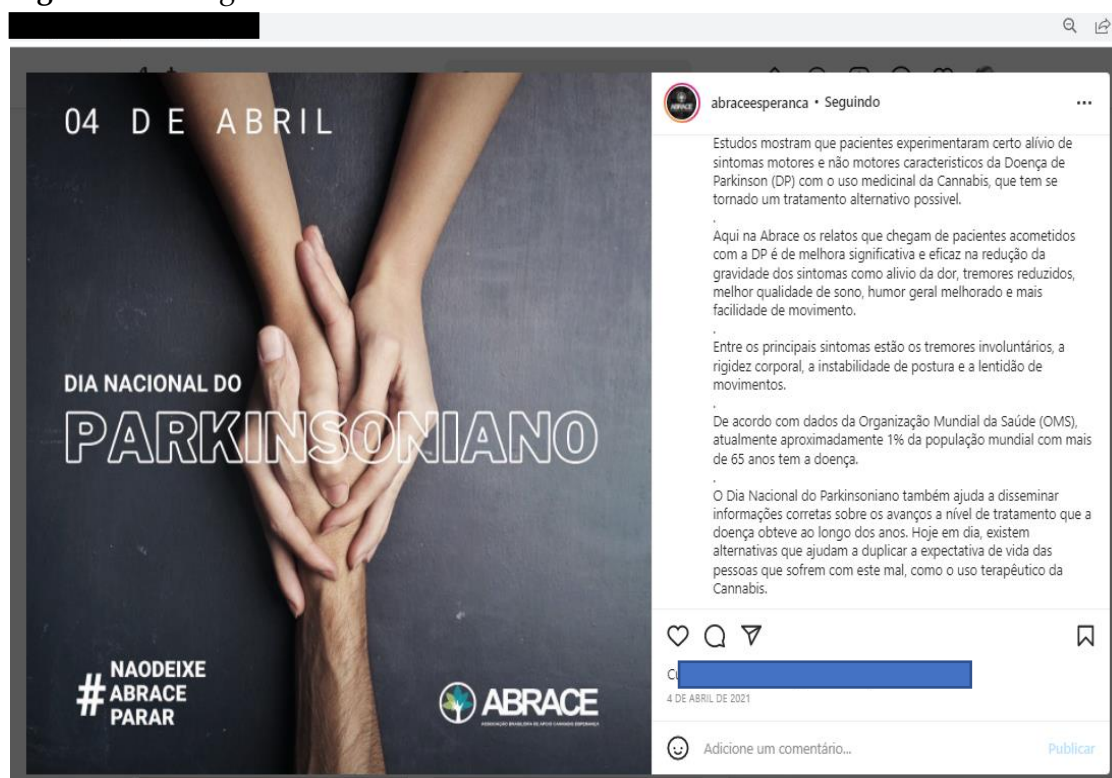 04 DE ABRIL
DIA NACIONAL DO
PARKINSONIANO
#NAODEIXE
ABRACE
PARAR
ABRACE
ASSOCIAÇÃO BRASILEIRA DE APOIO CANNABIS ESPERANÇA
abraceesperanca • Seguindo
Estudos mostram que pacientes experimentaram certo alívio de
sintomas motores e não motores caracteristicos da Doença de
Parkinson (DP) com o uso medicinal da Cannabis, que tem se
tornado um tratamento alternativo possivel.
.
Aqui na Abrace os relatos que chegam de pacientes acometidos
com a DP é de melhora significativa e eficaz na redução da
gravidade dos sintomas como alivio da dor, tremores reduzidos,
melhor qualidade de sono, humor geral melhorado e mais
facilidade de movimento.
.
Entre os principais sintomas estão os tremores involuntários, a
rigidez corporal, a instabilidade de postura e a lentidão de
movimentos.
.
De acordo com dados da Organização Mundial da Saúde (OMS),
atualmente aproximadamente 1% da população mundial com mais
de 65 anos tem a doença.
.
O Dia Nacional do Parkinsoniano também ajuda a disseminar
informações corretas sobre os avanços a nível de tratamento que a
doença obteve ao longo dos anos. Hoje em dia, existem
alternativas que ajudam a duplicar a expectativa de vida das
pessoas que sofrem com este mal, como o uso terapêutico da
Cannabis.
4 DE ABRIL DE 2021
Adicione um comentário...
Publicar